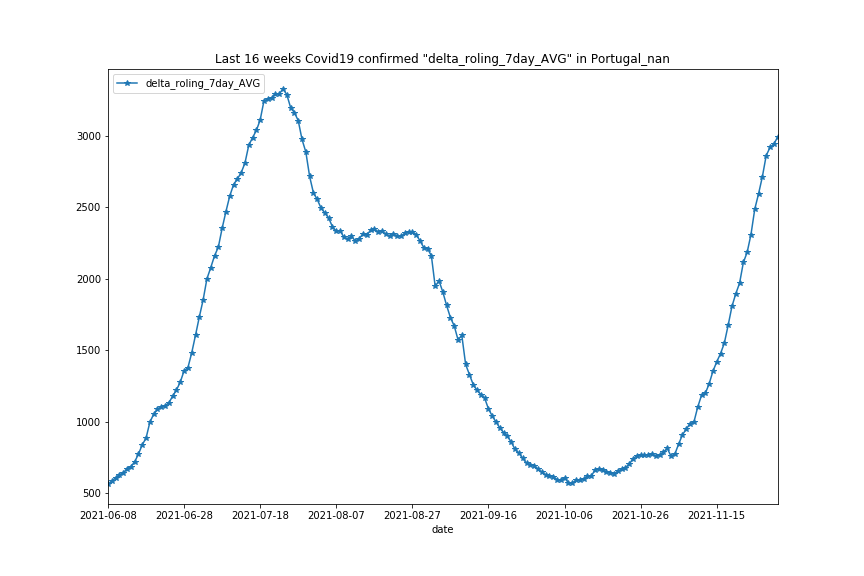 Last 16 weeks Covid19 confirmed "delta_roling_7day_AVG" in Portugal_nan
delta_roling_7day_AVG
3000
2500
2000
1500
1000
500
2021-06-08 2021-06-28 2021-07-18 2021-08-07 2021-08-27 2021-09-16 2021-10-06 2021-10-26 2021-11-15
date